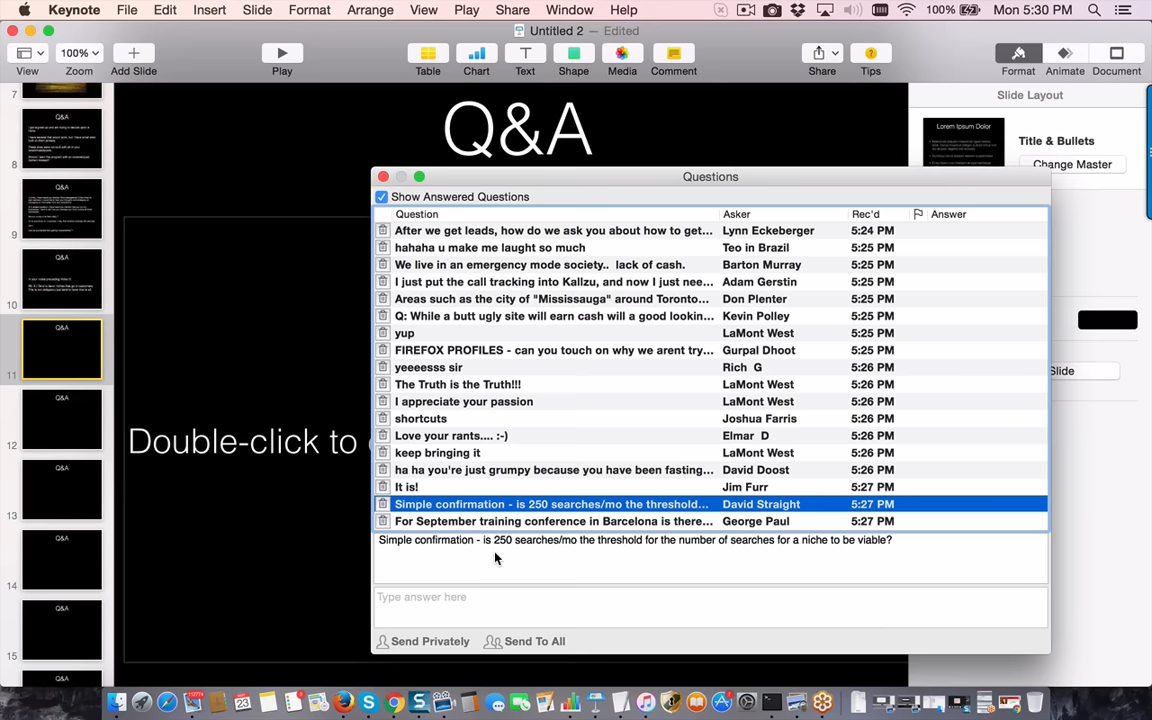 Keynote File Edit Insert Slide Format Arrange View Play Share Window Help 100% Mon 5:30 PM
Untitled 2 — Edited
100%
View Zoom Add Slide Play Table Chart Text Shape Media Comment Share Tips Format Animate Document
Slide Layout
Lorem Ipsum Dolor
Title & Bullets
Change Master
Slide
7
Q&A
8
Q&A
9
Q&A
10
Q&A
11
Q&A
12
Q&A
13
Q&A
14
Q&A
15
Q&A
Q&A
Q&A
Double-click to
Questions
Show Answered Questions
Question Asker Rec'd Answer
After we get leads, how do we ask you about how to get... Lynn Eckeberger 5:24 PM
hahaha u make me laught so much Teo in Brazil 5:25 PM
We live in an emergency mode society.. lack of cash. Barton Murray 5:25 PM
I just put the call tracking into Kallzu, and now I just nee... Adam Gerstin 5:25 PM
Areas such as the city of "Mississauga" around Toronto... Don Plenter 5:25 PM
Q: While a butt ugly site will earn cash will a good lookin... Kevin Polley 5:25 PM
yup LaMont West 5:25 PM
FIREFOX PROFILES - can you touch on why we arent try... Gurpal Dhoot 5:25 PM
yeeeesss sir Rich G 5:26 PM
The Truth is the Truth!!! LaMont West 5:26 PM
I appreciate your passion LaMont West 5:26 PM
shortcuts Joshua Farris 5:26 PM
Love your rants.... :-) Elmar D 5:26 PM
keep bringing it LaMont West 5:26 PM
ha ha you're just grumpy because you have been fasting... David Doost 5:26 PM
It is! Jim Furr 5:27 PM
Simple confirmation - is 250 searches/mo the threshold... David Straight 5:27 PM
For September training conference in Barcelona is there... George Paul 5:27 PM
Simple confirmation - is 250 searches/mo the threshold for the number of searches for a niche to be viable?
Type answer here
Send Privately Send To All